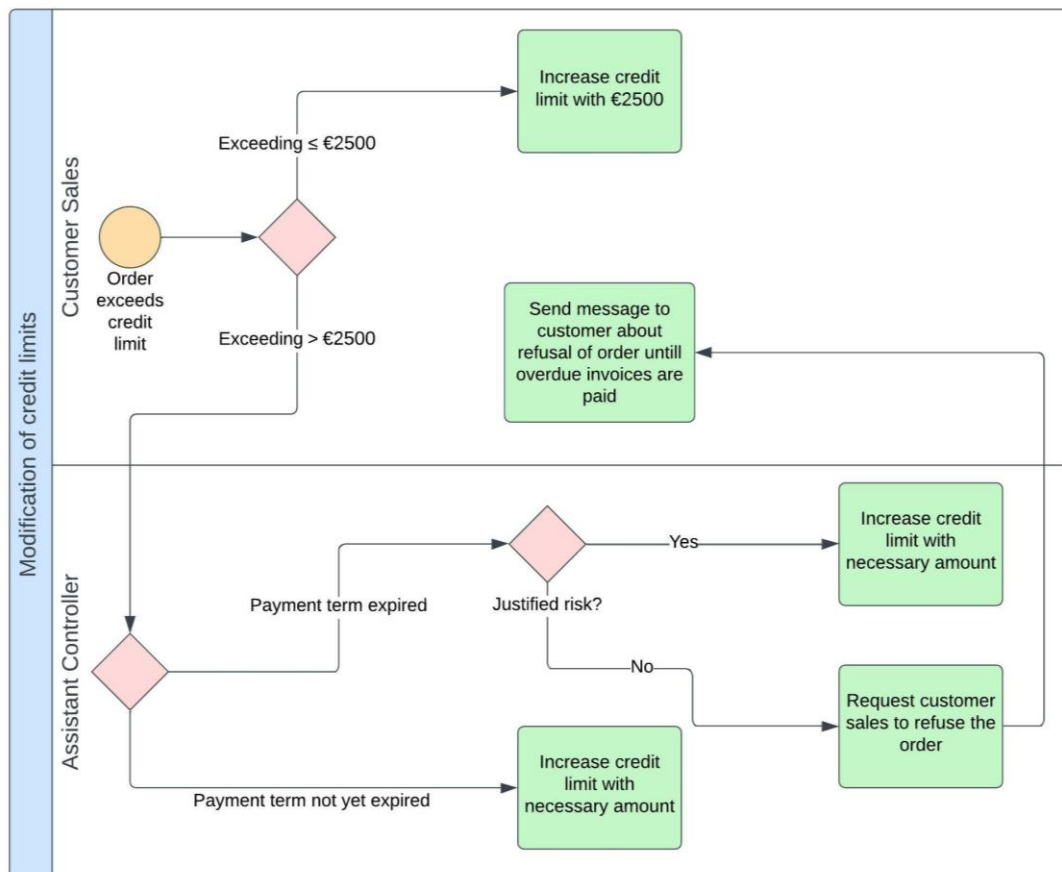 Modification of credit limits
Customer Sales
Increase credit
limit with €2500
Exceeding ≤ €2500
Order
exceeds
credit
limit
Exceeding > €2500
Send message to
customer about
refusal of order untill
overdue invoices are
paid
Assistant Controller
Payment term expired
Justified risk?
Yes
Increase credit
limit with
necessary amount
No
Request customer
sales to refuse the
order
Payment term not yet expired
Increase credit
limit with
necessary amount